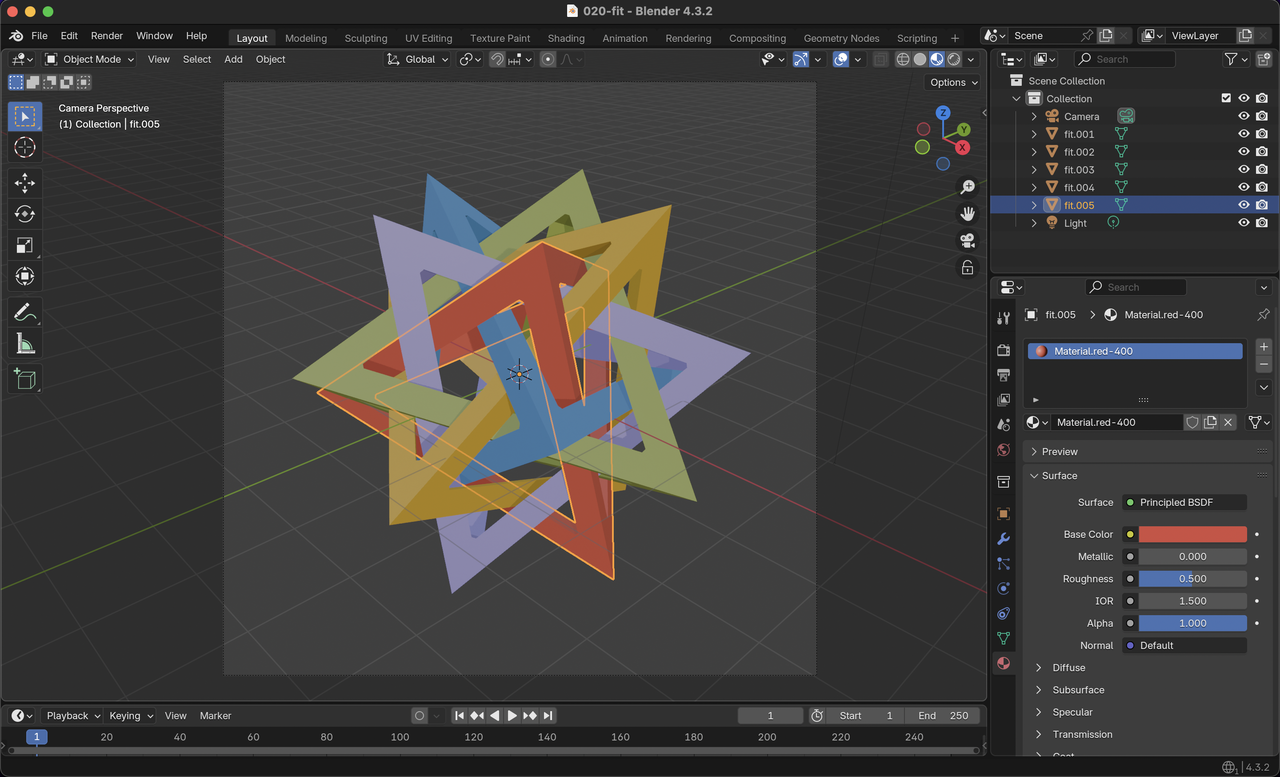 020-fit - Blender 4.3.2
File Edit Render Window Help
Layout Modeling Sculpting UV Editing Texture Paint Shading Animation Rendering Compositing Geometry Nodes Scripting +
Scene
ViewLayer
Object Mode View Select Add Object
Global
Options
Camera Perspective
(1) Collection | fit.005
Z
Y
X
Search
Scene Collection
Collection
Camera
fit.001
fit.002
fit.003
fit.004
fit.005
Light
Search
fit.005 > Material.red-400
Material.red-400
Material.red-400
Preview
Surface
Surface Principled BSDF
Base Color
Metallic 0.000
Roughness 0.500
IOR 1.500
Alpha 1.000
Normal Default
Diffuse
Subsurface
Specular
Transmission
Playback Keying View Marker
1 Start 1 End 250
1 20 40 60 80 100 120 140 160 180 200 220 240
4.3.2